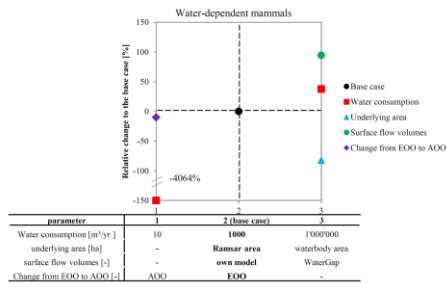 Water-dependent mammals
Relative change to the base case [%]
150
100
50
0
-50
-100
-150
-4064%
1 2 3
Base case
Water consumption
Underlying area
Surface flow volumes
Change from EOO to AOO
parameter 1 2 (base case) 3
Water consumption [m³/yr ] 10 1000 1'000'000
underlying area [ha] - Ramsar area waterbody area
surface flow volumes [-] - own model WaterGap
Change from EOO to AOO [-] AOO EOO -